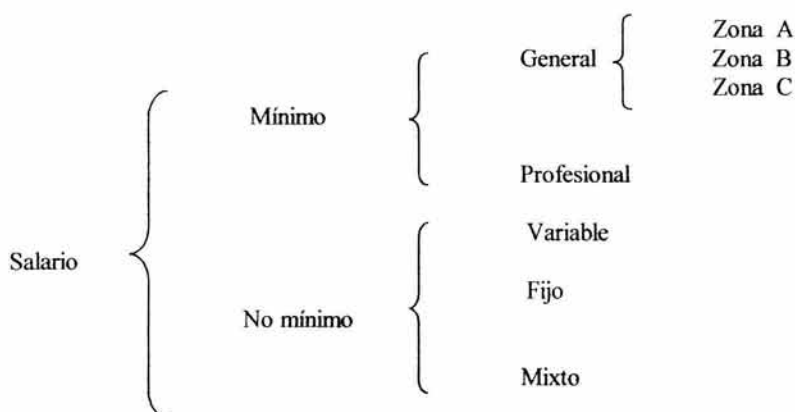 Salario
Mínimo
General
Zona A
Zona B
Zona C
Profesional
No mínimo
Variable
Fijo
Mixto